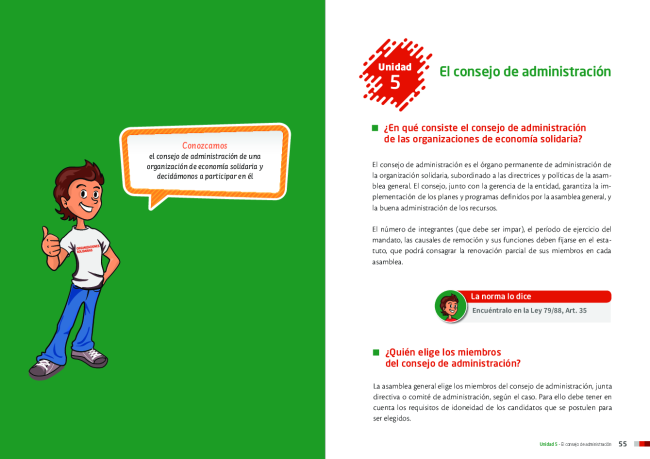 Conozcamos
el consejo de administración de una
organización de economía solidaria y
decidámonos a participar en él
Unidad
5
El consejo de administración
¿En qué consiste el consejo de administración
de las organizaciones de economía solidaria?
El consejo de administración es el órgano permanente de administración de
la organización solidaria, subordinado a las directrices y políticas de la asam-
blea general. El consejo, junto con la gerencia de la entidad, garantiza la im-
plementación de los planes y programas definidos por la asamblea general, y
la buena administración de los recursos.
El número de integrantes (que debe ser impar), el período de ejercicio del
mandato, las causales de remoción y sus funciones deben fijarse en el esta-
tuto, que podrá consagrar la renovación parcial de sus miembros en cada
asamblea.
La norma lo dice
Encuéntralo en la Ley 79/88, Art. 35
¿Quién elige los miembros
del consejo de administración?
La asamblea general elige los miembros del consejo de administración, junta
directiva o comité de administración, según el caso. Para ello debe tener en
cuenta los requisitos de idoneidad de los candidatos que se postulen para
ser elegidos.
Unidad 5 - El consejo de administración 55